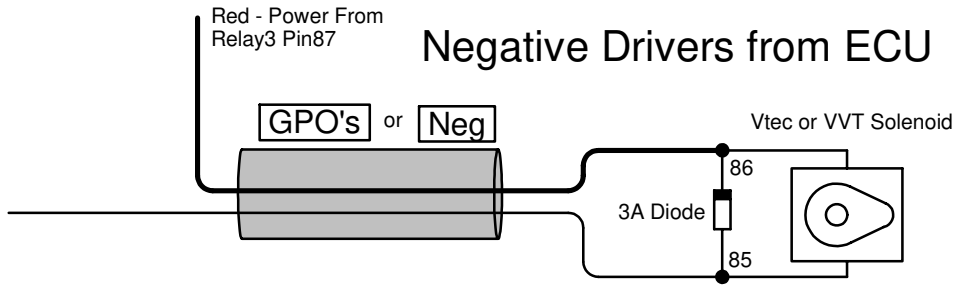 Red - Power From
Relay3 Pin87
Negative Drivers from ECU
GPO's or Neg
Vtec or VVT Solenoid
86
3A Diode
85